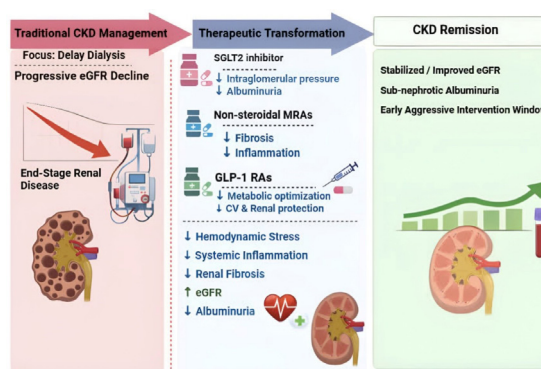 Traditional CKD Management
Focus: Delay Dialysis
Progressive eGFR Decline
End-Stage Renal
Disease
Therapeutic Transformation
SGLT2 inhibitor
↓ Intraglomerular pressure
↓ Albuminuria
Non-steroidal MRAs
↓ Fibrosis
↓ Inflammation
GLP-1 RAs
↓ Metabolic optimization
↓ CV & Renal protection
↓ Hemodynamic Stress
↓ Systemic Inflammation
↓ Renal Fibrosis
↑ eGFR
↓ Albuminuria
CKD Remission
Stabilized / Improved eGFR
Sub-nephrotic Albuminuria
Early Aggressive Intervention Window